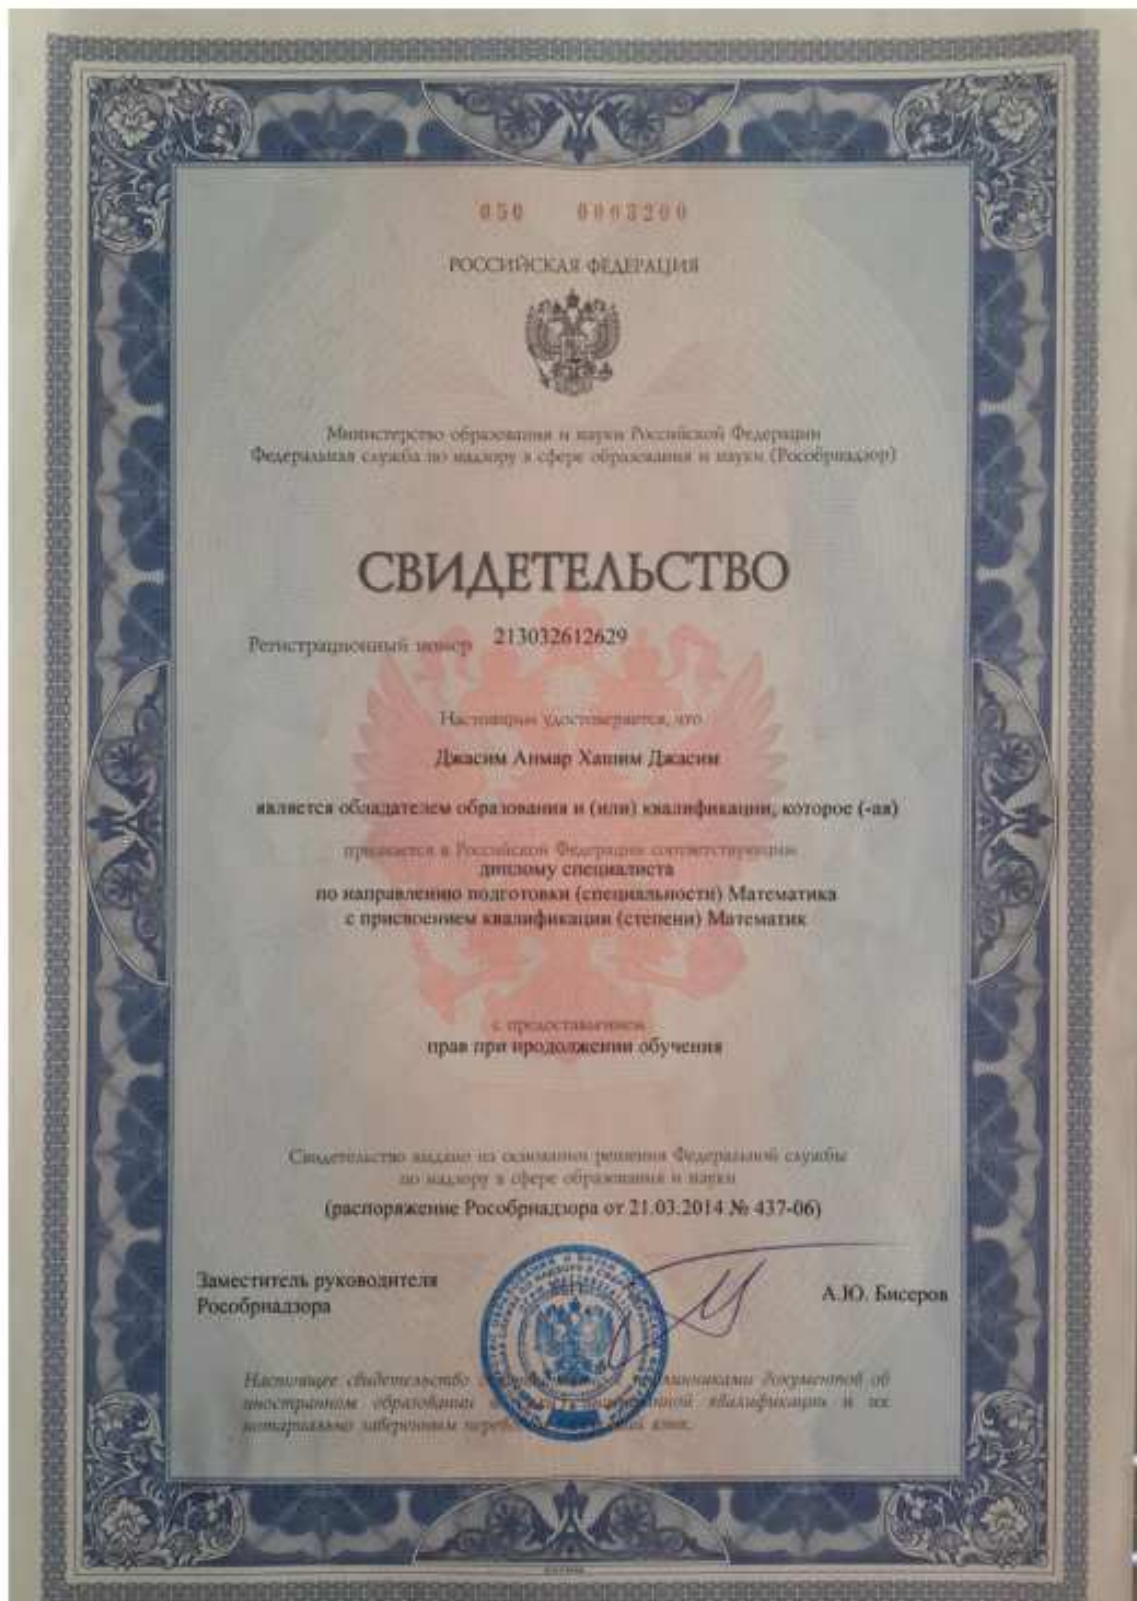 050 0003200
РОССИЙСКАЯ ФЕДЕРАЦИЯ
Министерство образования и науки Российской Федерации
Федеральная служба по надзору в сфере образования и науки (Рособрнадзор)
СВИДЕТЕЛЬСТВО
Регистрационный номер 213032612629
Настоящим удостоверяется, что
Джасим Анмар Хашим Джасим
является обладателем образования и (или) квалификации, которое (-ая)
признается в Российской Федерации соответствующим
диплому специалиста
по направлению подготовки (специальности) Математика
с присвоением квалификации (степени) Математик
с предоставлением
прав при продолжении обучения
Свидетельство выдано на основании решения Федеральной службы
по надзору в сфере образования и науки
(распоряжение Рособрнадзора от 21.03.2014 № 437-06)
Заместитель руководителя
Рособрнадзора
А.Ю. Бисеров
Настоящее свидетельство документов об
иностранном образовании квалификации и их
нотариально заверенным язык.